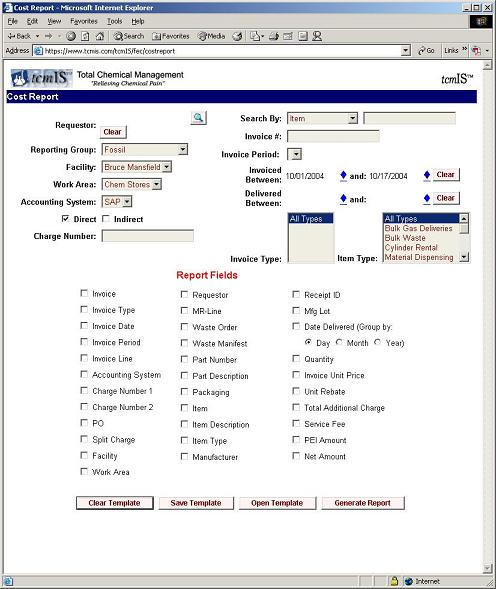 Cost Report - Microsoft Internet Explorer
File Edit View Favorites Tools Help
Back Search Favorites Media
Address https://www.tcmis.com/tcmIS/fec/costreport Go Links »
tcmIS™ Total Chemical Management tcmIS™
"Relieving Chemical Pain"
Cost Report
Requestor: Clear Search By: Item
Invoice #:
Reporting Group: Fossil Invoice Period:
Facility: Bruce Mansfield Invoiced Between: 10/01/2004 and: 10/17/2004 Clear
Work Area: Chem Stores Delivered Between: and: Clear
Accounting System: SAP
Direct Indirect
Charge Number:
Invoice Type: All Types
Item Type: All Types
Bulk Gas Deliveries
Bulk Waste
Cylinder Rental
Material Dispensing
Report Fields
Invoice Requestor Receipt ID
Invoice Type MR-Line Mfg Lot
Invoice Date Waste Order Date Delivered (Group by:
Invoice Period Waste Manifest Day Month Year)
Invoice Line Part Number Quantity
Accounting System Part Description Invoice Unit Price
Charge Number 1 Packaging Unit Rebate
Charge Number 2 Item Total Additional Charge
PO Item Description Service Fee
Split Charge Item Type PEI Amount
Facility Manufacturer Net Amount
Work Area
Clear Template Save Template Open Template Generate Report
Internet